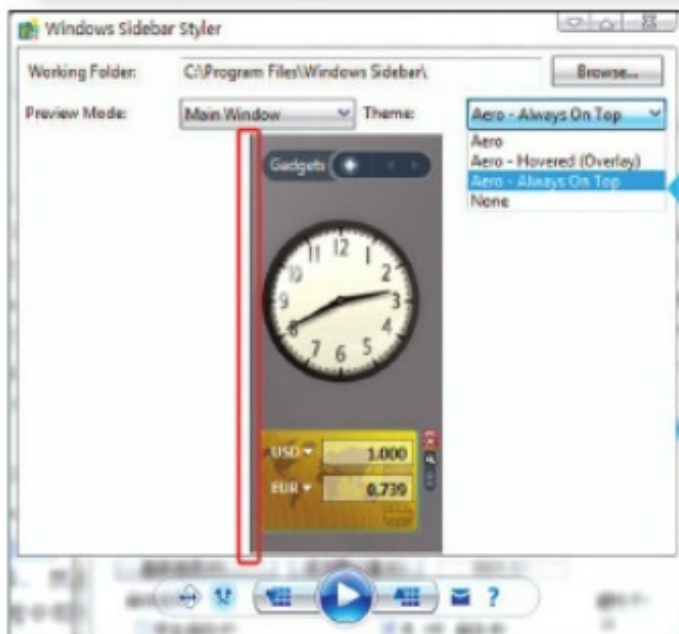 Windows Sidebar Styler
Working Folder: C:\Program Files\Windows Sidebar\ Browse...
Preview Mode: Main Window Theme: Aero - Always On Top
Aero
Aero - Hovered (Overlay)
Aero - Always On Top
None
Gadgets
11 12 1
10 2
9 3
8 4
7 6 5
USD 1.000
EUR 0.739
?